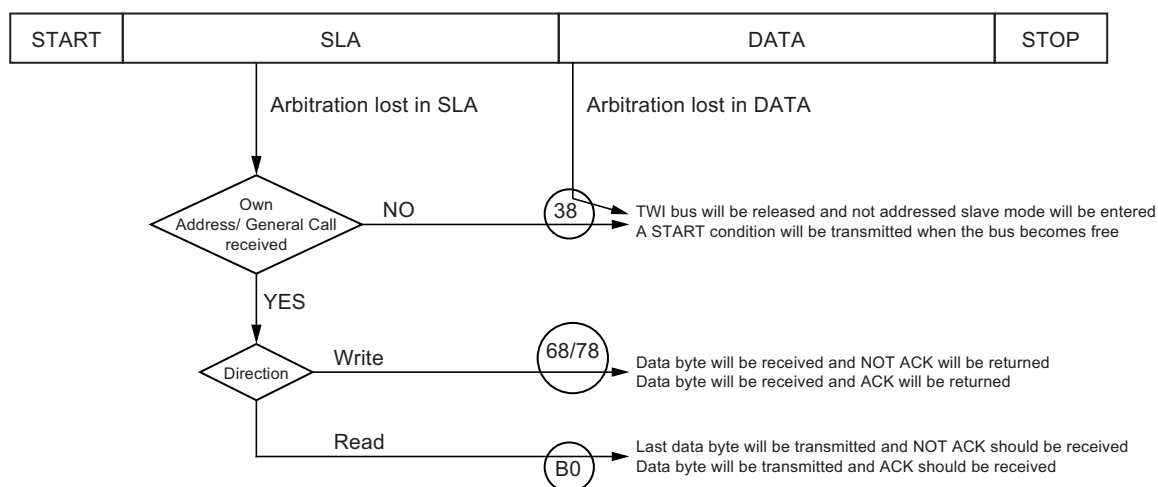 START SLA DATA STOP
Arbitration lost in SLA
Arbitration lost in DATA
Own
Address/ General Call
received
NO
38
TWI bus will be released and not addressed slave mode will be entered
A START condition will be transmitted when the bus becomes free
YES
Direction
Write
68/78
Data byte will be received and NOT ACK will be returned
Data byte will be received and ACK will be returned
Read
B0
Last data byte will be transmitted and NOT ACK should be received
Data byte will be transmitted and ACK should be received